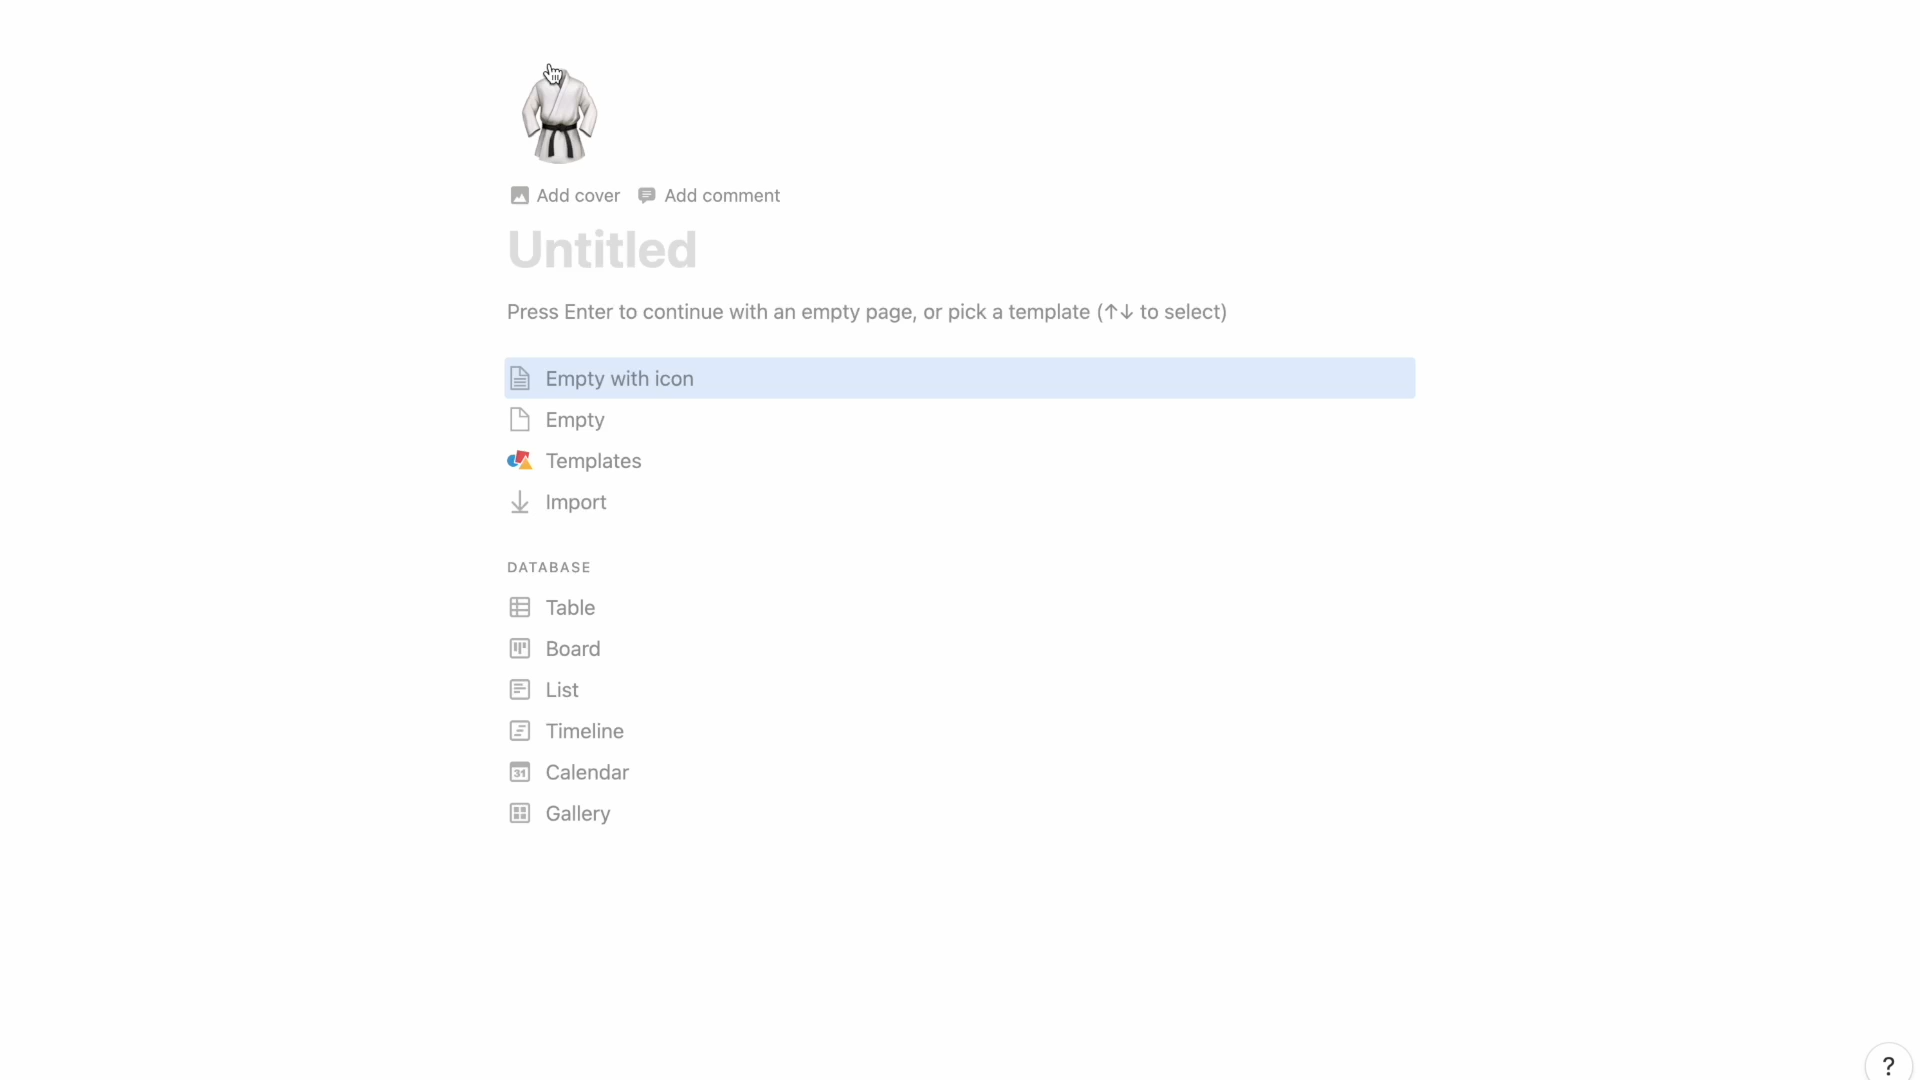 Add cover Add comment
Untitled
Press Enter to continue with an empty page, or pick a template (↑↓ to select)
Empty with icon
Empty
Templates
Import
DATABASE
Table
Board
List
Timeline
31 Calendar
Gallery
?